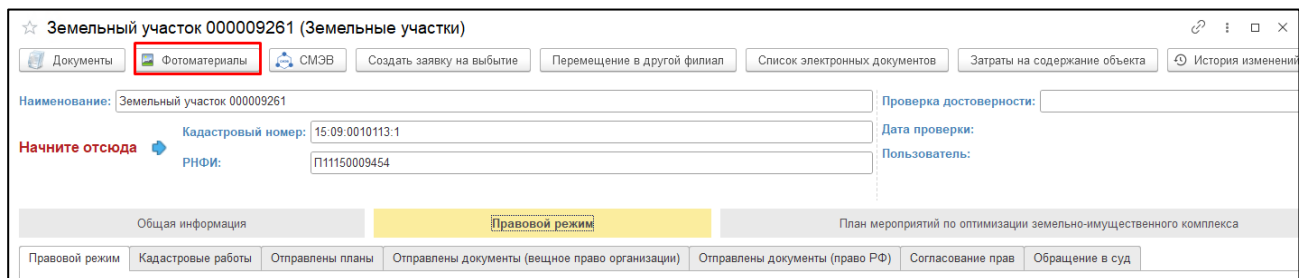 Земельный участок 000009261 (Земельные участки)
Документы Фотоматериалы СМЭВ Создать заявку на выбытие Перемещение в другой филиал Список электронных документов Затраты на содержание объекта История изменений
Наименование: Земельный участок 000009261 Проверка достоверности:
Кадастровый номер: 15:09:0010113:1 Дата проверки:
Начните отсюда
РНФИ: П11150009454 Пользователь:
Общая информация Правовой режим План мероприятий по оптимизации земельно-имущественного комплекса
Правовой режим Кадастровые работы Отправлены планы Отправлены документы (вещное право организации) Отправлены документы (право РФ) Согласование прав Обращение в суд